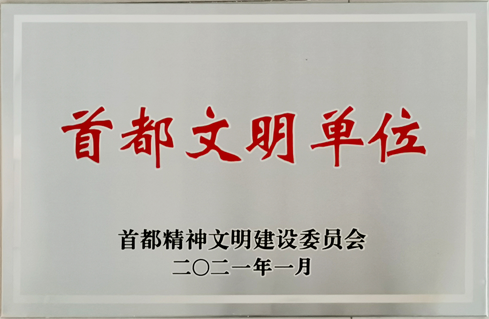 首都文明单位
首都精神文明建设委员会
二〇二一年一月